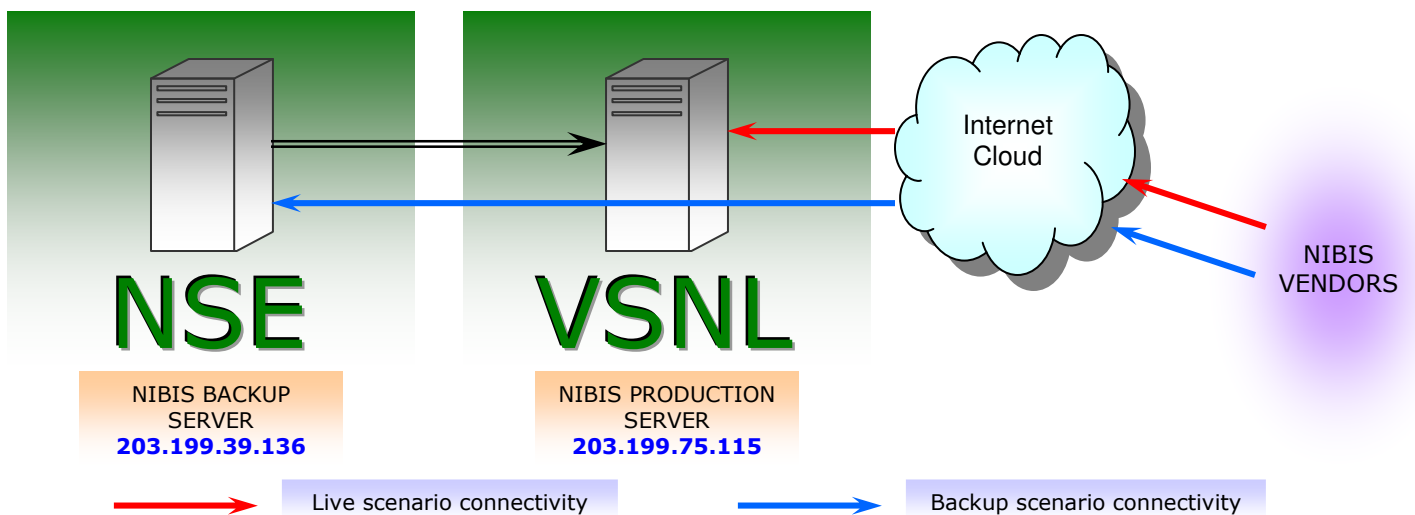 Internet
Cloud
NIBIS
VENDORS
NSE
VSNL
NIBIS BACKUP
SERVER
203.199.39.136
NIBIS PRODUCTION
SERVER
203.199.75.115
Live scenario connectivity
Backup scenario connectivity